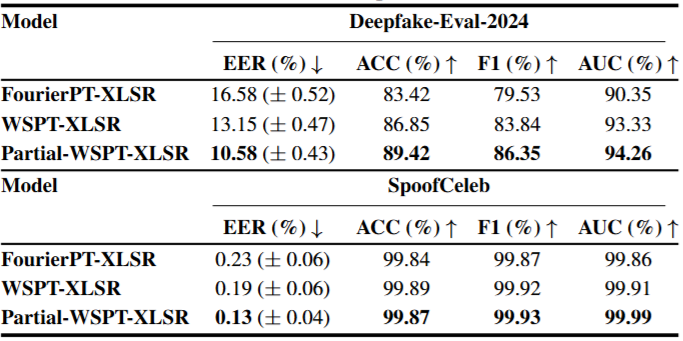 Model Deepfake-Eval-2024
EER (%) ↓ ACC (%) ↑ F1 (%) ↑ AUC (%) ↑
FourierPT-XLSR 16.58 (± 0.52) 83.42 79.53 90.35
WSPT-XLSR 13.15 (± 0.47) 86.85 83.84 93.33
Partial-WSPT-XLSR 10.58 (± 0.43) 89.42 86.35 94.26
Model SpoofCeleb
EER (%) ↓ ACC (%) ↑ F1 (%) ↑ AUC (%) ↑
FourierPT-XLSR 0.23 (± 0.06) 99.84 99.87 99.86
WSPT-XLSR 0.19 (± 0.06) 99.89 99.92 99.91
Partial-WSPT-XLSR 0.13 (± 0.04) 99.87 99.93 99.99